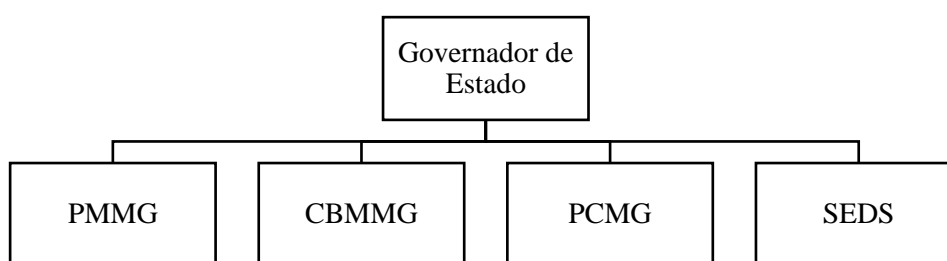 Governador de
Estado
PMMG
CBMMG
PCMG
SEDS